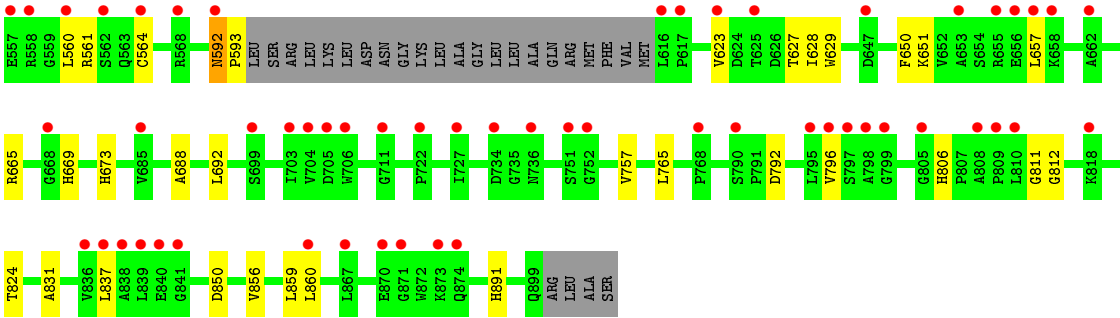 E557 R558 G559 L560 R561 S562 Q563 C564 R568 N592 P593 LEU SER ARG LEU LYS LEU ASP ASN GLY LYS LEU ALA GLY LEU LEU ALA GLN ARG MET PHE VAL MET L616 P617 V623 D624 T625 D626 T627 I628 W629 D647 F650 K651 V652 A653 S654 R655 E656 L657 K658 A662
R665 G668 H669 H673 V685 A688 L692 S699 I703 V704 D705 W706 G711 P722 I727 D734 G735 N736 S751 G752 V757 L765 P768 S790 P791 D792 L795 V796 S797 A798 G799 G805 H806 P807 A808 P809 L810 G811 G812 K818
T824 A831 V836 L837 A838 L839 E840 G841 D850 V856 L859 L860 L867 E870 G871 W872 K873 Q874 H891 Q899 ARG LEU ALA SER